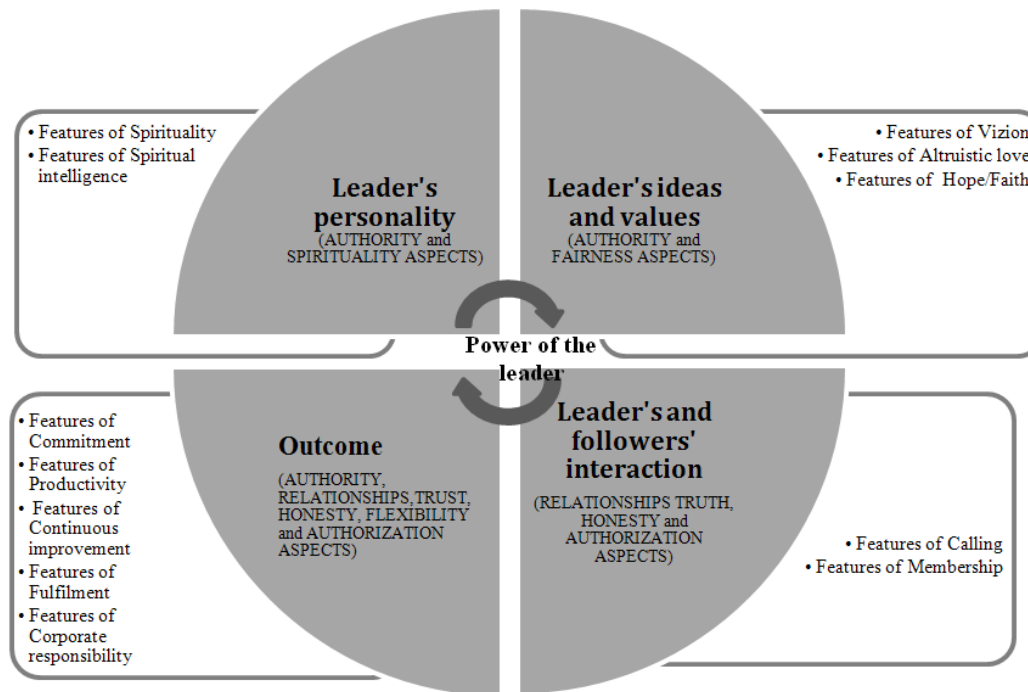 • Features of Spirituality
• Features of Spiritual
intelligence
Leader's
personality
(AUTHORITY and
SPIRITUALITY ASPECTS)
Leader's ideas
and values
(AUTHORITY and
FAIRNESS ASPECTS)
• Features of Vizion
• Features of Altruistic love
• Features of Hope/Faith
Power of the
leader
• Features of
Commitment
• Features of
Productivity
• Features of
Continuous
improvement
• Features of
Fulfilment
• Features of
Corporate
responsibility
Outcome
(AUTHORITY,
RELATIONSHIPS,TRUST,
HONESTY, FLEXIBILITY
and AUTHORIZATION
ASPECTS)
Leader's and
followers'
interaction
(RELATIONSHIPS TRUTH,
HONESTY and
AUTHORIZATION
ASPECTS)
• Features of Calling
• Features of Membership